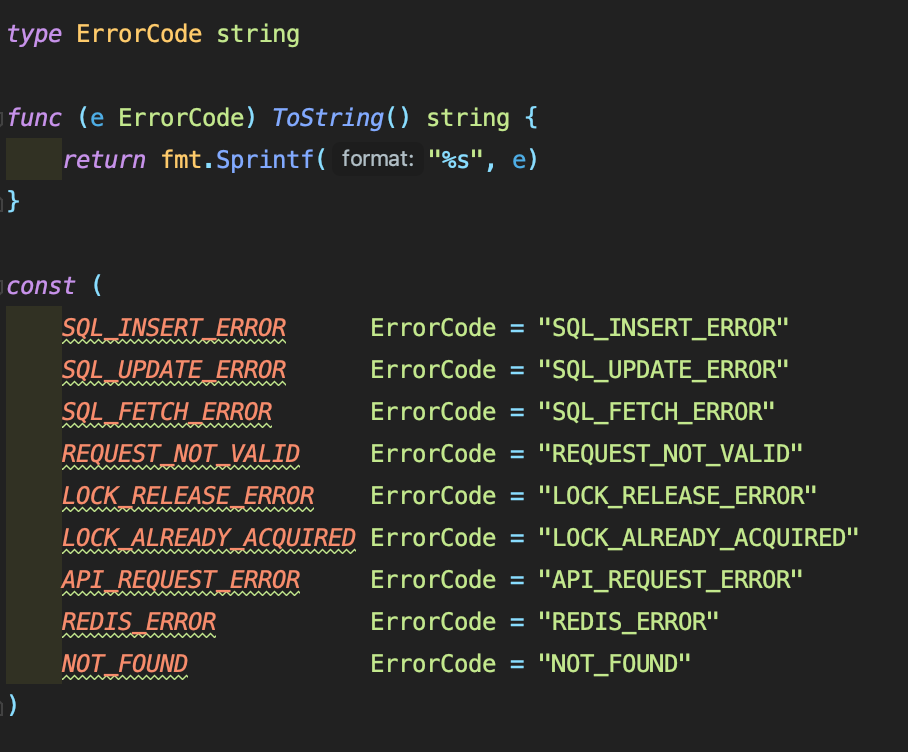 type ErrorCode string
func (e ErrorCode) ToString() string {
return fmt.Sprintf( format: "%s", e)
}
const (
SQL_INSERT_ERROR ErrorCode = "SQL_INSERT_ERROR"
SQL_UPDATE_ERROR ErrorCode = "SQL_UPDATE_ERROR"
SQL_FETCH_ERROR ErrorCode = "SQL_FETCH_ERROR"
REQUEST_NOT_VALID ErrorCode = "REQUEST_NOT_VALID"
LOCK_RELEASE_ERROR ErrorCode = "LOCK_RELEASE_ERROR"
LOCK_ALREADY_ACQUIRED ErrorCode = "LOCK_ALREADY_ACQUIRED"
API_REQUEST_ERROR ErrorCode = "API_REQUEST_ERROR"
REDIS_ERROR ErrorCode = "REDIS_ERROR"
NOT_FOUND ErrorCode = "NOT_FOUND"
)